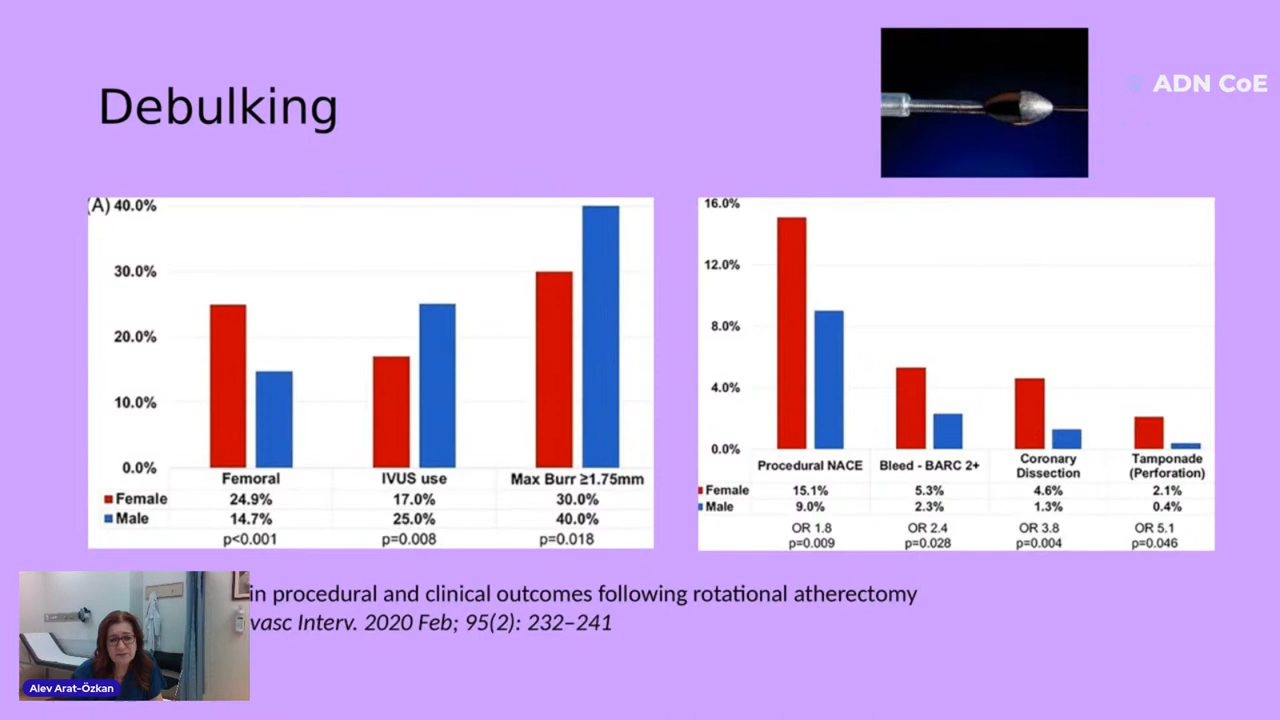 Debulking
ADN CoE
(A) 40.0%
30.0%
20.0%
10.0%
0.0%
Femoral IVUS use Max Burr ≥1.75mm
Female 24.9% 17.0% 30.0%
Male 14.7% 25.0% 40.0%
p<0.001 p=0.008 p=0.018
16.0%
12.0%
8.0%
4.0%
0.0%
Procedural NACE Bleed - BARC 2+ Coronary Dissection Tamponade (Perforation)
Female 15.1% 5.3% 4.6% 2.1%
Male 9.0% 2.3% 1.3% 0.4%
OR 1.8 OR 2.4 OR 3.8 OR 5.1
p=0.009 p=0.028 p=0.004 p=0.046
in procedural and clinical outcomes following rotational atherectomy
vasc Interv. 2020 Feb; 95(2): 232–241
Alev Arat-Özkan